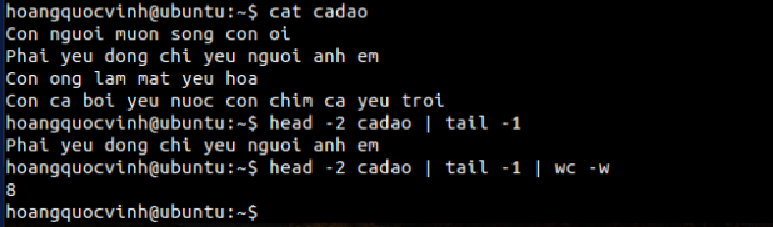 hoangquocvinh@ubuntu:~$ cat cadao
Con nguoi muon song con oi
Phai yeu dong chi yeu nguoi anh em
Con ong lam mat yeu hoa
Con ca boi yeu nuoc con chim ca yeu troi
hoangquocvinh@ubuntu:~$ head -2 cadao | tail -1
Phai yeu dong chi yeu nguoi anh em
hoangquocvinh@ubuntu:~$ head -2 cadao | tail -1 | wc -w
8
hoangquocvinh@ubuntu:~$